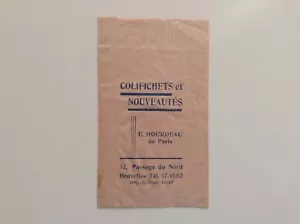 COLIFICHETS et
NOUVEAUTÉS
E. HOURDEAU
de Paris
12, Passage du Nord
Bruxelles Tél. 17.45.62